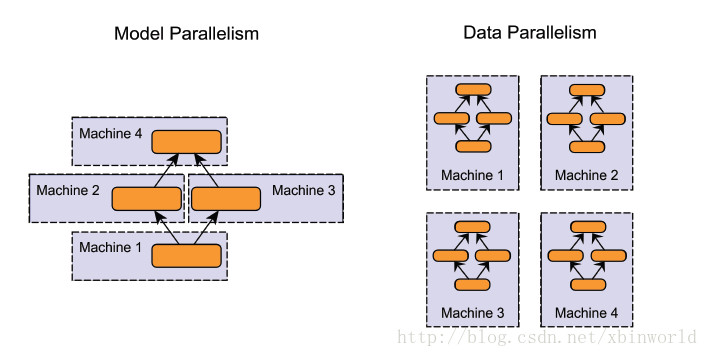 Model Parallelism
Data Parallelism
Machine 4
Machine 2
Machine 3
Machine 1
Machine 1
Machine 2
Machine 3
Machine 4
http://blog.csdn.net/xbinworld